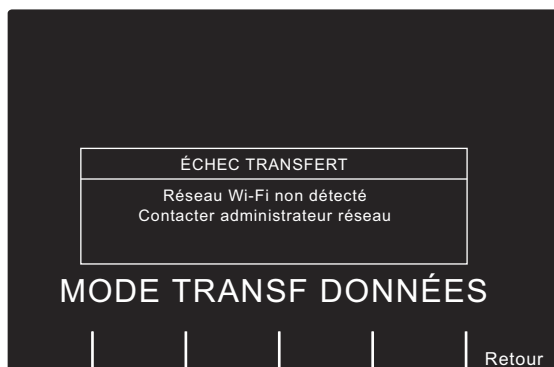 ÉCHEC TRANSFERT
Réseau Wi-Fi non détecté
Contacter administrateur réseau
MODE TRANSF DONNÉES
Retour